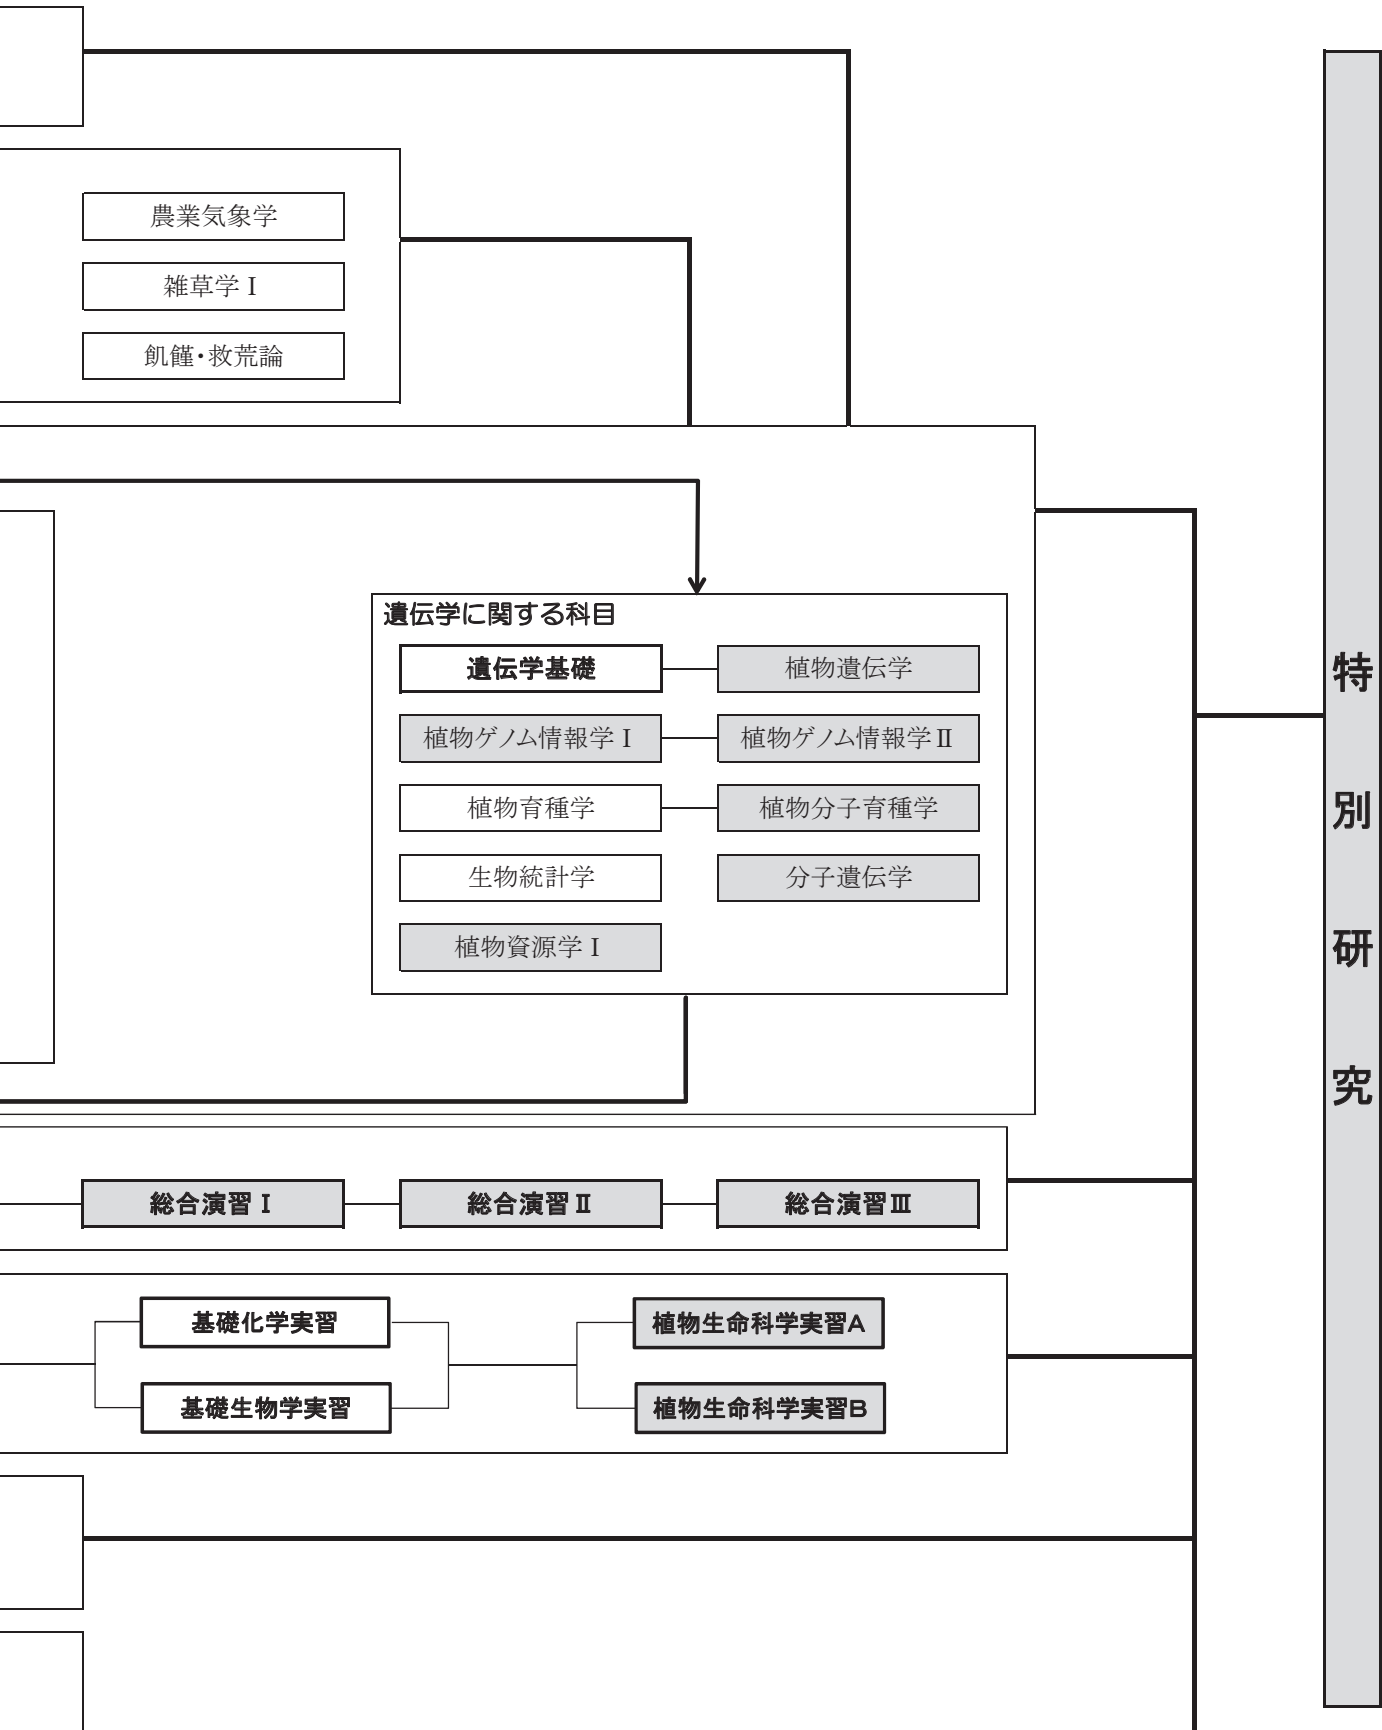 農業気象学
雑草学Ⅰ
飢饉・救荒論
遺伝学に関する科目
遺伝学基礎
植物遺伝学
植物ゲノム情報学Ⅰ
植物ゲノム情報学Ⅱ
植物育種学
植物分子育種学
生物統計学
分子遺伝学
植物資源学Ⅰ
総合演習Ⅰ
総合演習Ⅱ
総合演習Ⅲ
基礎化学実習
植物生命科学実習A
基礎生物学実習
植物生命科学実習B
特別研究